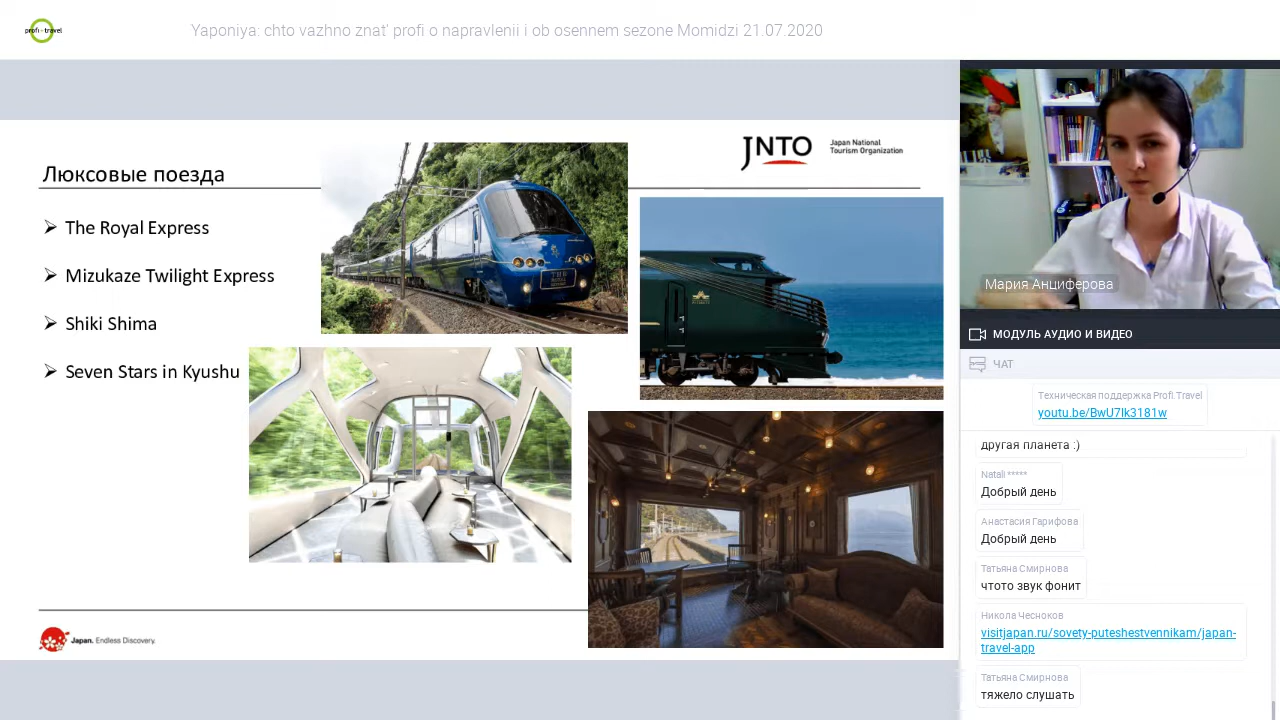 profi-travel
Yaponiya: chto vazhno znat' profi o napravlenii i ob osennem sezone Momidzi 21.07.2020
JNTO
Japan National
Tourism Organization
Люксовые поезда
The Royal Express
Mizukaze Twilight Express
Shiki Shima
Seven Stars in Kyushu
Japan. Endless Discovery.
Мария Анциферова
МОДУЛЬ АУДИО И ВИДЕО
ЧАТ
Техническая поддержка Profi.Travel
youtu.be/BwU7lk3181w
другая планета :)
Natali *****
Добрый день
Анастасия Гарифова
Добрый день
Татьяна Смирнова
чтото звук фонит
Никола Чесноков
visitjapan.ru/sovety-puteshestvennikam/japan-
travel-app
Татьяна Смирнова
тяжело слушать